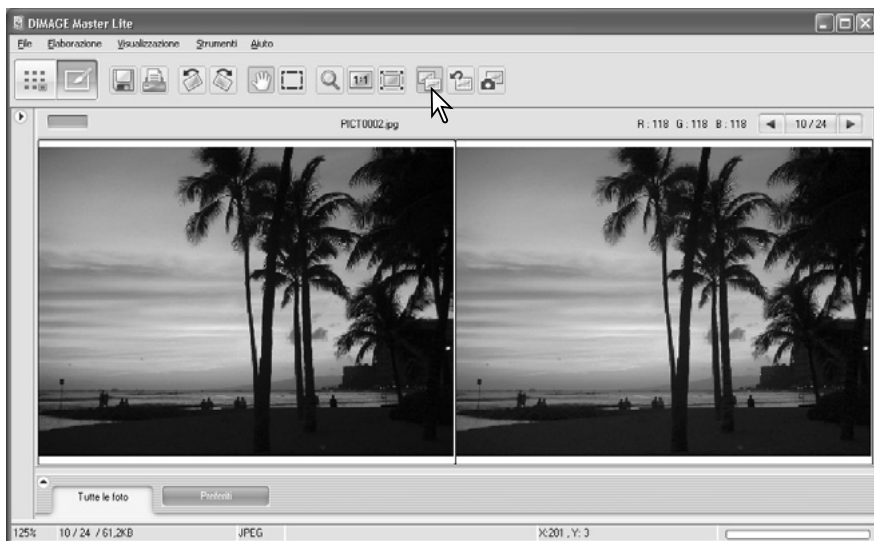 DiMAGE Master Lite
File Elaborazione Visualizzazione Strumenti Aiuto
1:1
PICT0002.jpg R : 118 G : 118 B : 118 10 / 24
Tutte le foto Preferiti
125% 10 / 24 / 61,2KB JPEG X:201 , Y: 3